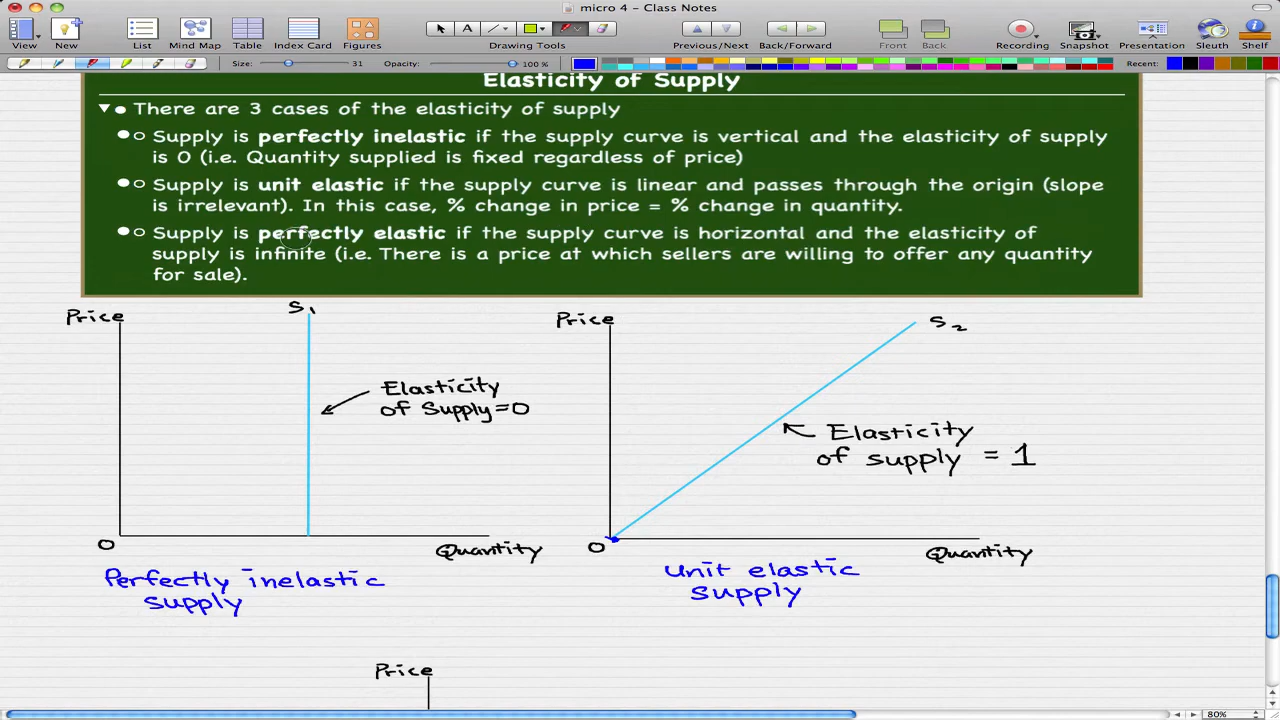 micro 4 - Class Notes
View New List Mind Map Table Index Card Figures Drawing Tools Previous/Next Back/Forward Front Back Recording Snapshot Presentation Sleuth Shelf
Size: 31 Opacity: 100 % Recent:
Elasticity of Supply
There are 3 cases of the elasticity of supply
Supply is perfectly inelastic if the supply curve is vertical and the elasticity of supply
is 0 (i.e. Quantity supplied is fixed regardless of price)
Supply is unit elastic if the supply curve is linear and passes through the origin (slope
is irrelevant). In this case, % change in price = % change in quantity.
Supply is perfectly elastic if the supply curve is horizontal and the elasticity of
supply is infinite (i.e. There is a price at which sellers are willing to offer any quantity
for sale).
Price
S1
Elasticity
of Supply=0
0
Quantity
Perfectly inelastic
supply
Price
S2
Elasticity
of supply = 1
0
Quantity
unit elastic
supply
Price
80%